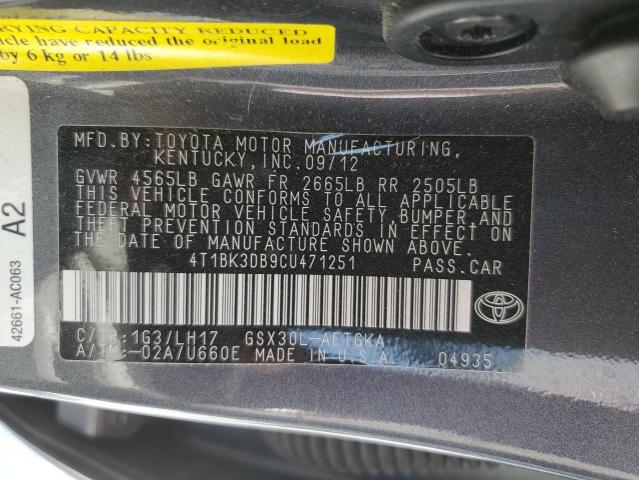 CAPACITY REDUCED
have reduced the original load
by 6 kg or 14 lbs
42661-AC063 A2
MFD.BY:TOYOTA MOTOR MANUFACTURING,
KENTUCKY, INC.09/12
GVWR 4565LB GAWR FR 2665LB RR 2505LB
THIS VEHICLE CONFORMS TO ALL APPLICABLE
FEDERAL MOTOR VEHICLE SAFETY, BUMPER, AND
THEFT PREVENTION STANDARDS IN EFFECT ON
THE DATE OF MANUFACTURE SHOWN ABOVE.
4T1BK3DB9CU471251 PASS.CAR
C/TR:1G3/LH17 GSX30L-AETGKA
A/TM:-02A/U660E MADE IN U.S.A. 04935
TOYOTA